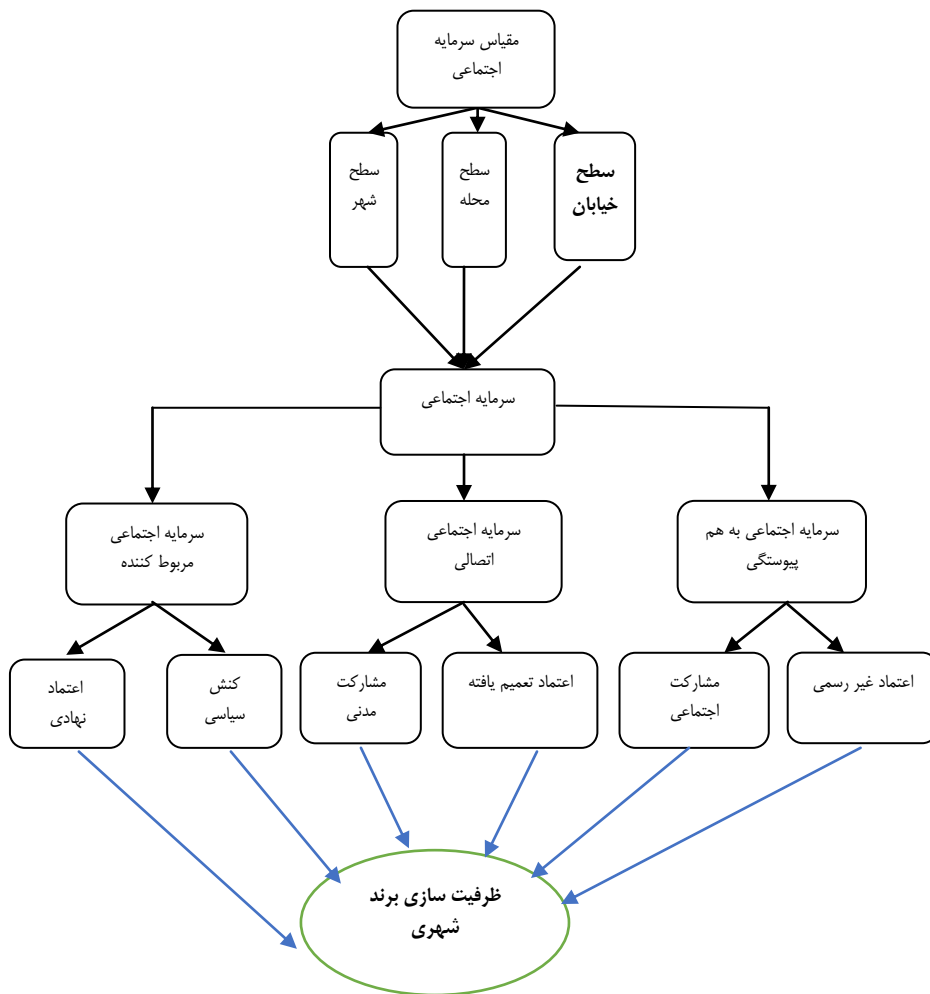 مقیاس سرمایه
اجتماعی
سطح
خیابان
سطح
محله
سطح
شهر
سرمایه اجتماعی
سرمایه اجتماعی به هم
پیوستگی
سرمایه اجتماعی
اتصالی
سرمایه اجتماعی
مربوط کننده
اعتماد غیر رسمی
مشارکت
اجتماعی
اعتماد تعمیم یافته
مشارکت
مدنی
کنش
سیاسی
اعتماد
نهادی
ظرفیت سازی برند
شهری